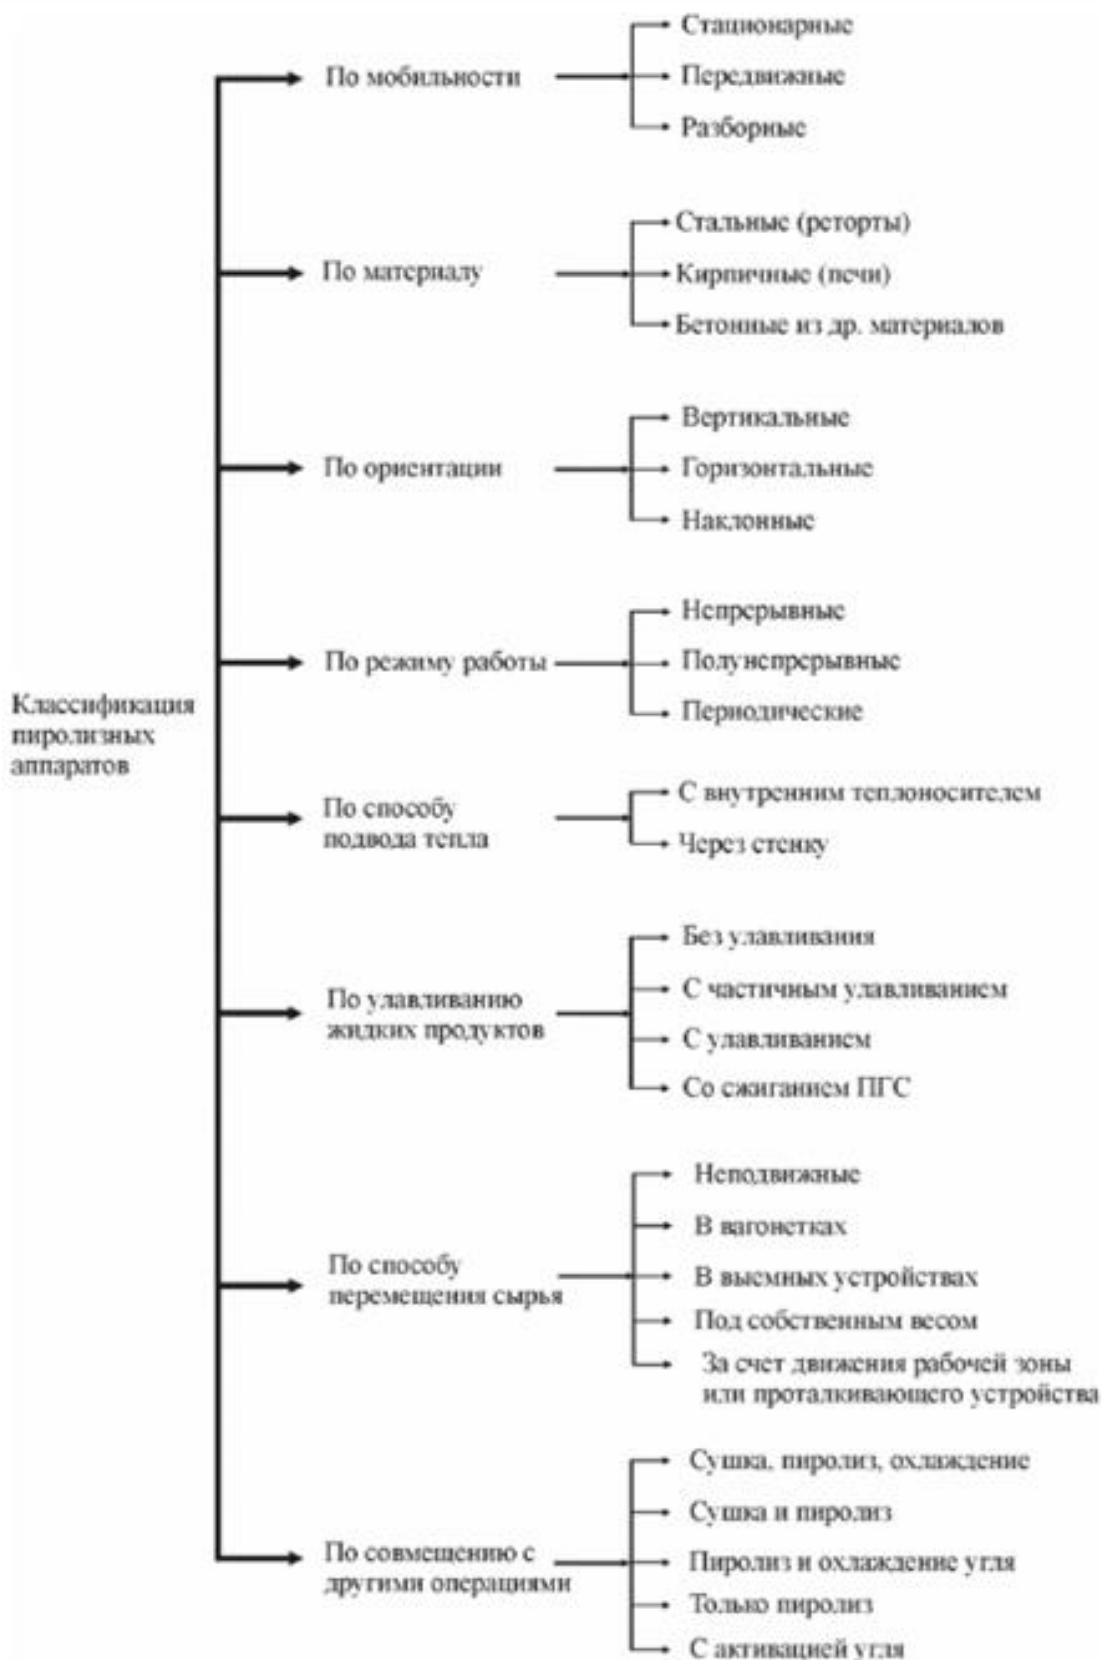 Классификация
пиролизных
аппаратов
По мобильности
Стационарные
Передвижные
Разборные
По материалу
Стальные (реторты)
Кирпичные (печи)
Бетонные из др. материалов
По ориентации
Вертикальные
Горизонтальные
Наклонные
По режиму работы
Непрерывные
Полунепрерывные
Периодические
По способу
подвода тепла
С внутренним теплоносителем
Через стенку
По улавливанию
жидких продуктов
Без улавливания
С частичным улавливанием
С улавливанием
Со сжиганием ПГС
По способу
перемещения сырья
Неподвижные
В вагонетках
В выемных устройствах
Под собственным весом
За счет движения рабочей зоны
или проталкивающего устройства
По совмещению с
другими операциями
Сушка, пиролиз, охлаждение
Сушка и пиролиз
Пиролиз и охлаждение угля
Только пиролиз
С активацией угля